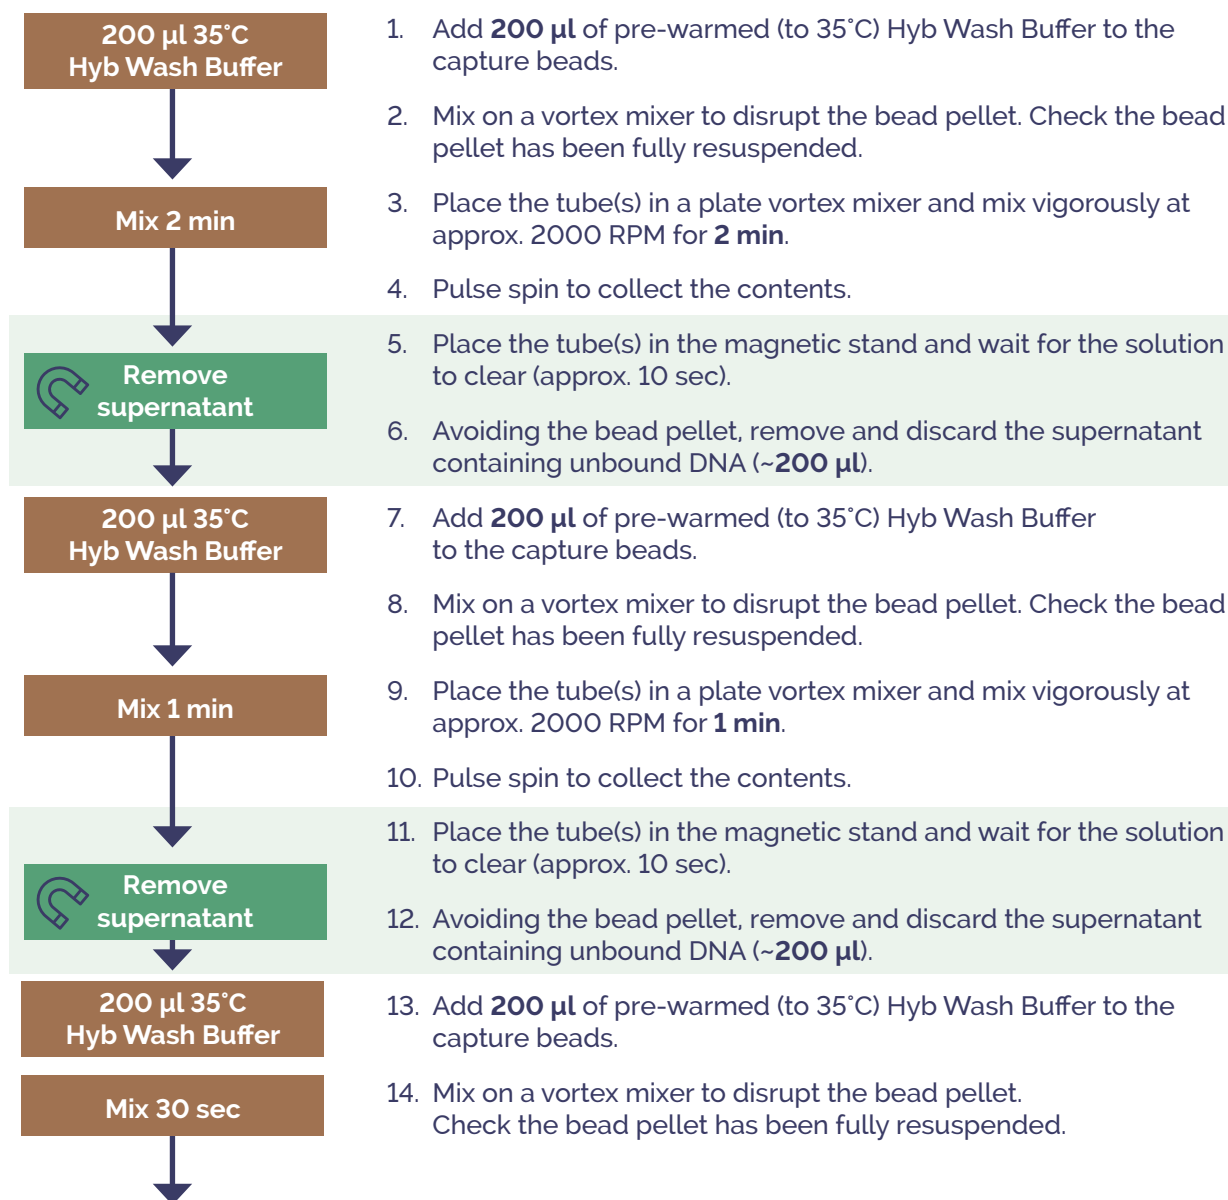 200 µl 35˚C
Hyb Wash Buffer
1. Add 200 µl of pre-warmed (to 35˚C) Hyb Wash Buffer to the
capture beads.
2. Mix on a vortex mixer to disrupt the bead pellet. Check the bead
pellet has been fully resuspended.
Mix 2 min
3. Place the tube(s) in a plate vortex mixer and mix vigorously at
approx. 2000 RPM for 2 min.
4. Pulse spin to collect the contents.
Remove
supernatant
5. Place the tube(s) in the magnetic stand and wait for the solution
to clear (approx. 10 sec).
6. Avoiding the bead pellet, remove and discard the supernatant
containing unbound DNA (~200 µl).
200 µl 35˚C
Hyb Wash Buffer
7. Add 200 µl of pre-warmed (to 35˚C) Hyb Wash Buffer
to the capture beads.
8. Mix on a vortex mixer to disrupt the bead pellet. Check the bead
pellet has been fully resuspended.
Mix 1 min
9. Place the tube(s) in a plate vortex mixer and mix vigorously at
approx. 2000 RPM for 1 min.
10. Pulse spin to collect the contents.
Remove
supernatant
11. Place the tube(s) in the magnetic stand and wait for the solution
to clear (approx. 10 sec).
12. Avoiding the bead pellet, remove and discard the supernatant
containing unbound DNA (~200 µl).
200 µl 35˚C
Hyb Wash Buffer
13. Add 200 µl of pre-warmed (to 35˚C) Hyb Wash Buffer to the
capture beads.
Mix 30 sec
14. Mix on a vortex mixer to disrupt the bead pellet.
Check the bead pellet has been fully resuspended.